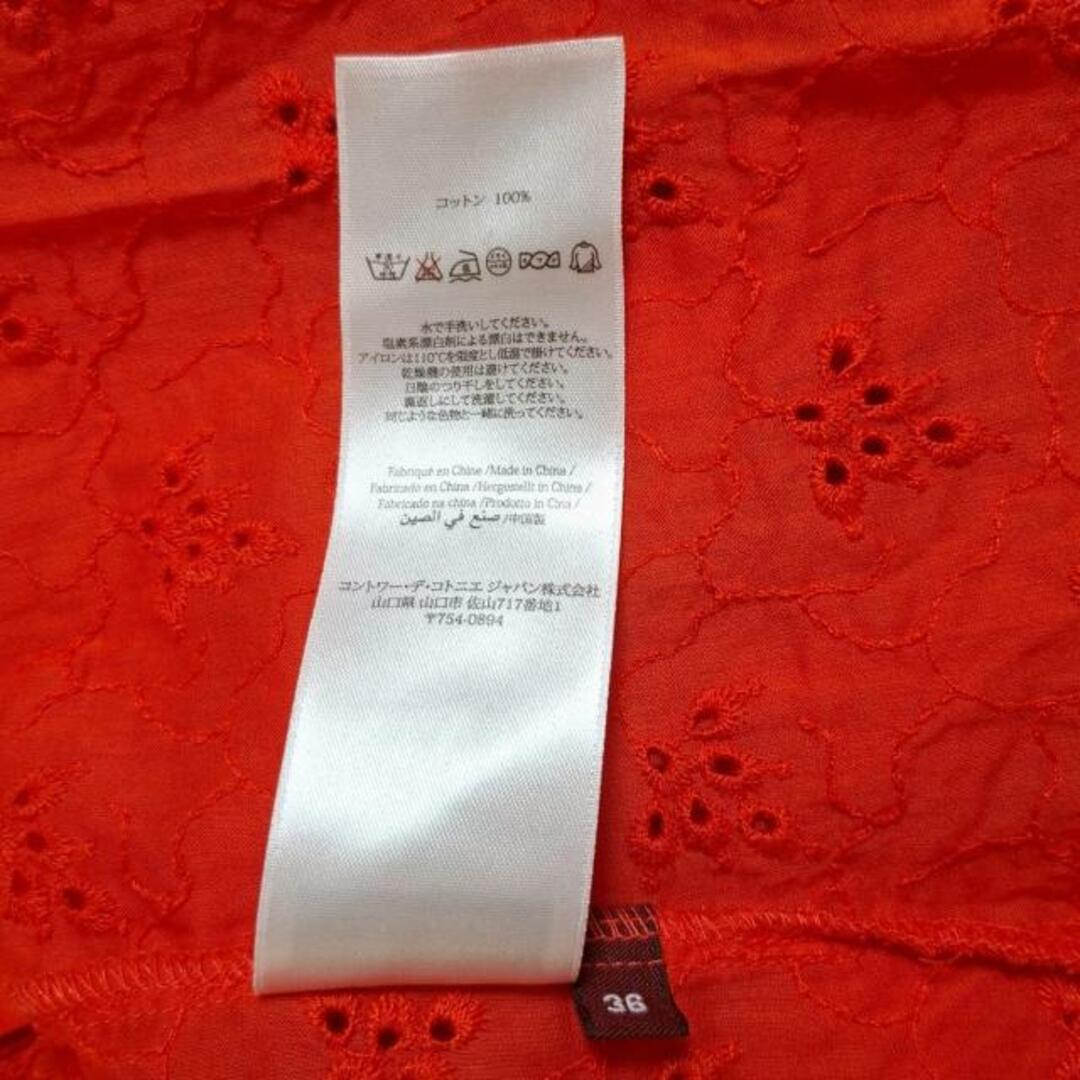 コットン 100%
水で手洗いしてください。
塩素系漂白剤による漂白はできません。
アイロンは110℃を限度とし低温で掛けてください。
乾燥機の使用は避けてください。
日陰のつり干しをしてください。
裏返しにして洗濯してください。
同じような色物と一緒に洗ってください。
Fabriqué en Chine /Made in China /
Fabricado en China /Hergestellt in China /
Fabricado na china /Prodotto in Cina /
صنع في الصين /中国製
コントワー・デ・コトニエ ジャパン株式会社
山口県 山口市 佐山717番地1
〒754-0894
36